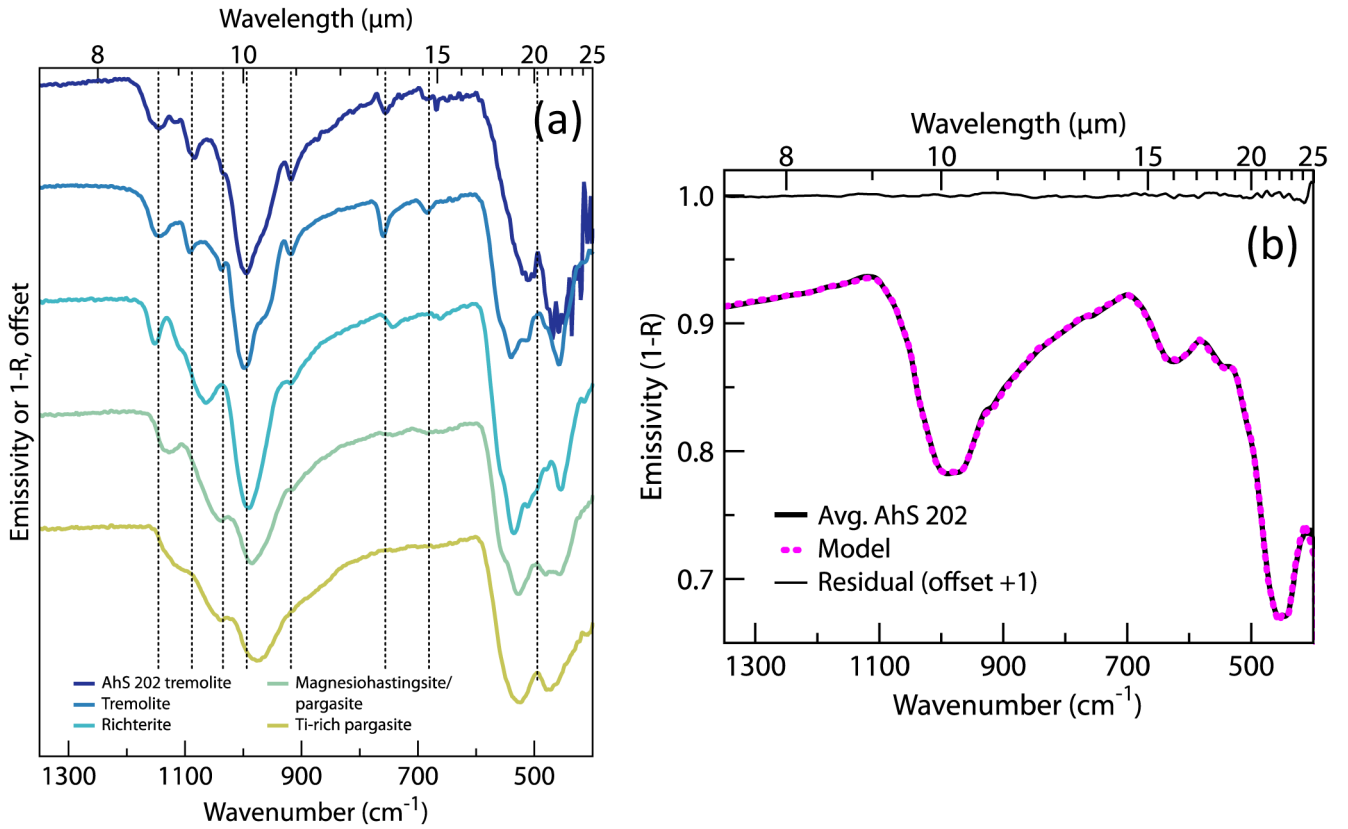 Wavelength (μm)
8 10 15 20 25
(a)
Emissivity or 1-R, offset
AhS 202 tremolite
Tremolite
Richterite
Magnesiohastingsite/
pargasite
Ti-rich pargasite
1300 1100 900 700 500
Wavenumber (cm-1)
Wavelength (μm)
8 10 15 20 25
(b)
Emissivity (1-R)
1.0
0.9
0.8
0.7
Avg. AhS 202
Model
Residual (offset +1)
1300 1100 900 700 500
Wavenumber (cm-1)